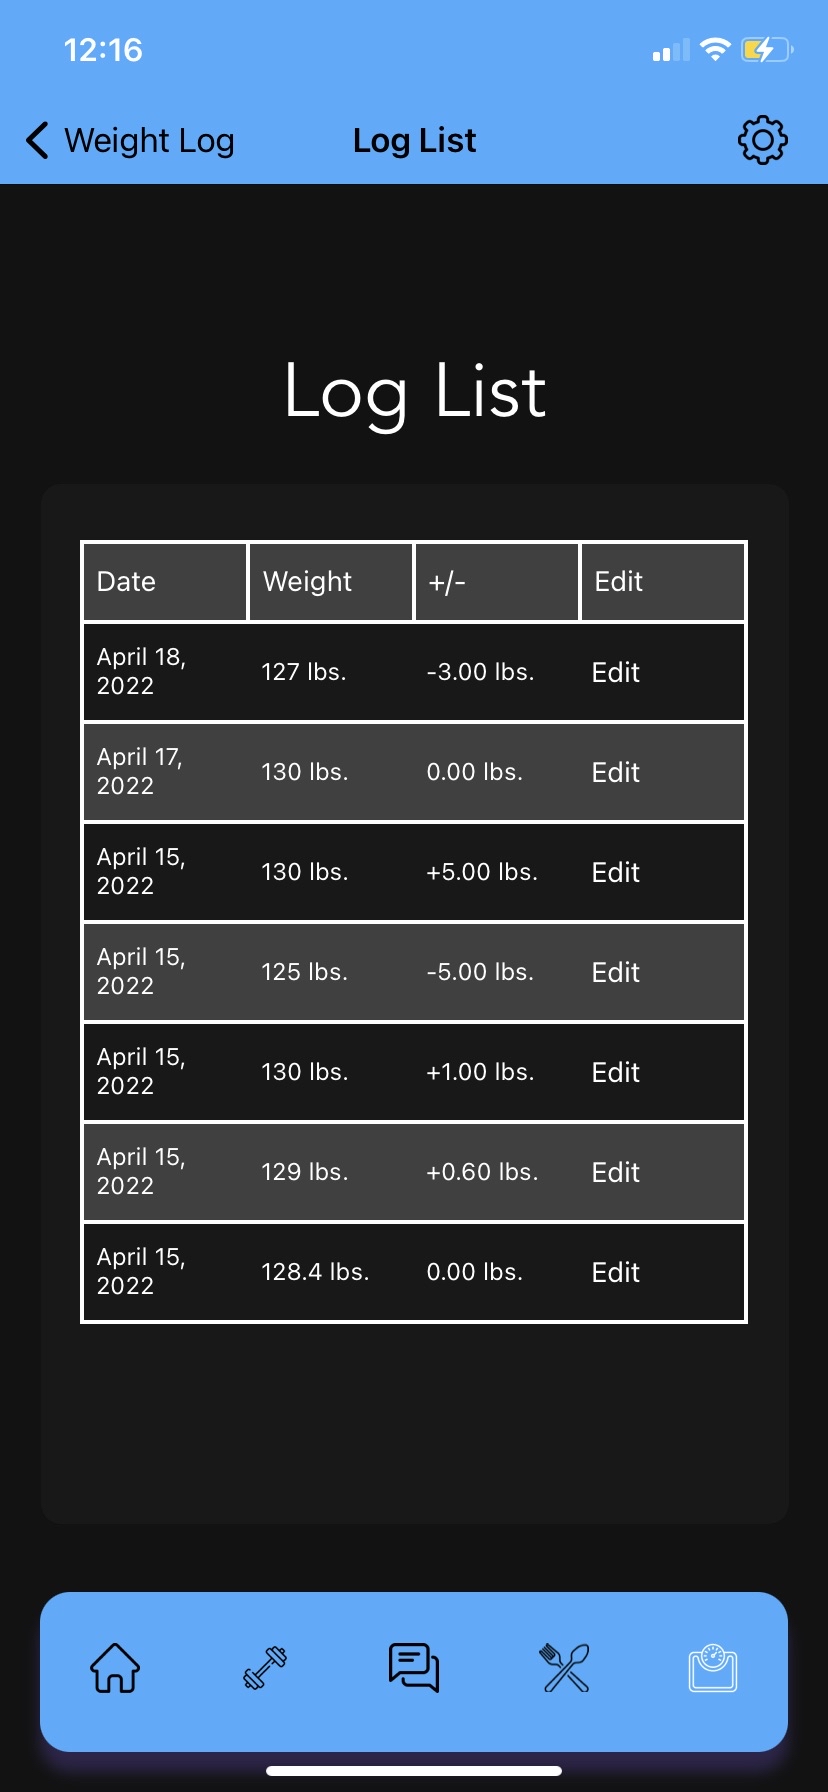 12:16
Weight Log Log List
Log List
Date Weight +/- Edit
April 18,
2022 127 lbs. -3.00 lbs. Edit
April 17,
2022 130 lbs. 0.00 lbs. Edit
April 15,
2022 130 lbs. +5.00 lbs. Edit
April 15,
2022 125 lbs. -5.00 lbs. Edit
April 15,
2022 130 lbs. +1.00 lbs. Edit
April 15,
2022 129 lbs. +0.60 lbs. Edit
April 15,
2022 128.4 lbs. 0.00 lbs. Edit